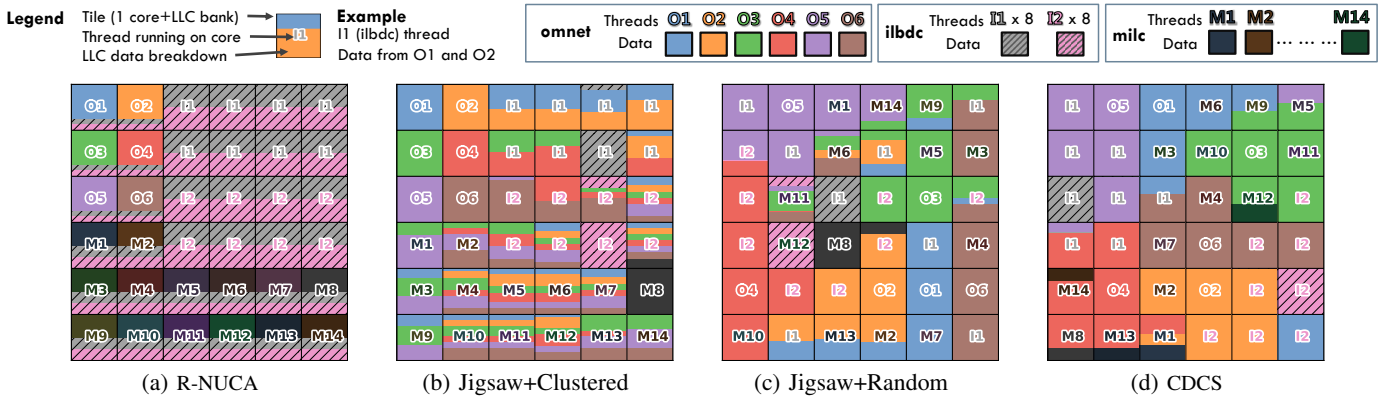 Legend
Tile (1 core+LLC bank)
Thread running on core
LLC data breakdown
I1
Example
I1 (ilbdc) thread
Data from O1 and O2
omnet
Threads O1 O2 O3 O4 O5 O6
Data
ilbdc
I1 x 8 I2 x 8
Data
milc
Threads M1 M2 M14
Data ... ... ...
O1 O2 I1 I1 I1 I1
O3 O4 I1 I1 I1 I1
O5 O6 I2 I2 I2 I2
M1 M2 I2 I2 I2 I2
M3 M4 M5 M6 M7 M8
M9 M10 M11 M12 M13 M14
(a) R-NUCA
O1 O2 I1 I1 I1 I1
O3 O4 I1 I1 I1 I1
O5 O6 I2 I2 I2 I2
M1 M2 I2 I2 I2 I2
M3 M4 M5 M6 M7 M8
M9 M10 M11 M12 M13 M14
(b) Jigsaw+Clustered
I1 O5 M1 M14 M9 I1
I2 I1 M6 I1 M5 M3
I2 M11 I1 I2 O3 I2
I2 M12 M8 I2 I1 M4
O4 I2 I2 O2 O1 O6
M10 I1 M13 M2 M7 I1
(c) Jigsaw+Random
I1 O5 O1 M6 M9 M5
I1 I1 M3 M10 O3 M11
I1 I1 I1 M4 M12 I2
I1 I1 M7 O6 I2 I2
M14 O4 M2 O2 I2 I2
M8 M13 M1 I2 I2 I2
(d) CDCS